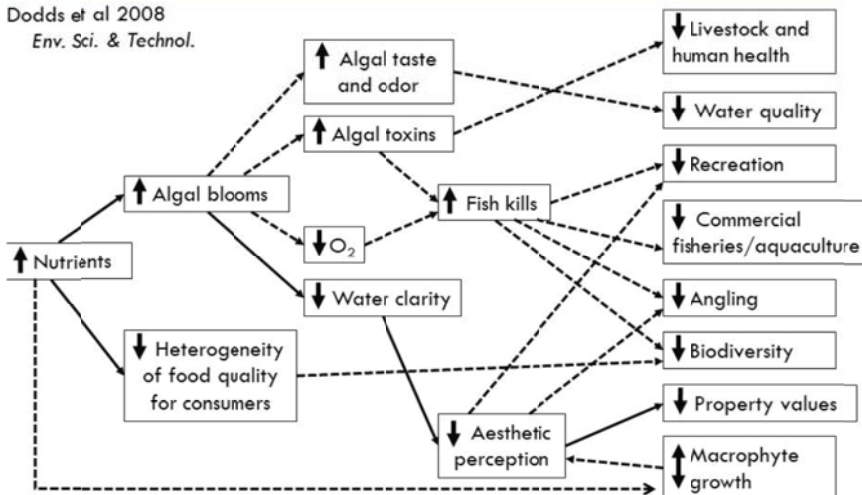 Dodds et al 2008
Env. Sci. & Technol.
Algal taste
and odor
Livestock and
human health
Water quality
Algal toxins
Recreation
Algal blooms
Fish kills
Commercial
fisheries/aquaculture
O₂
Nutrients
Water clarity
Angling
Heterogeneity
of food quality
for consumers
Biodiversity
Property values
Aesthetic
perception
Macrophyte
growth